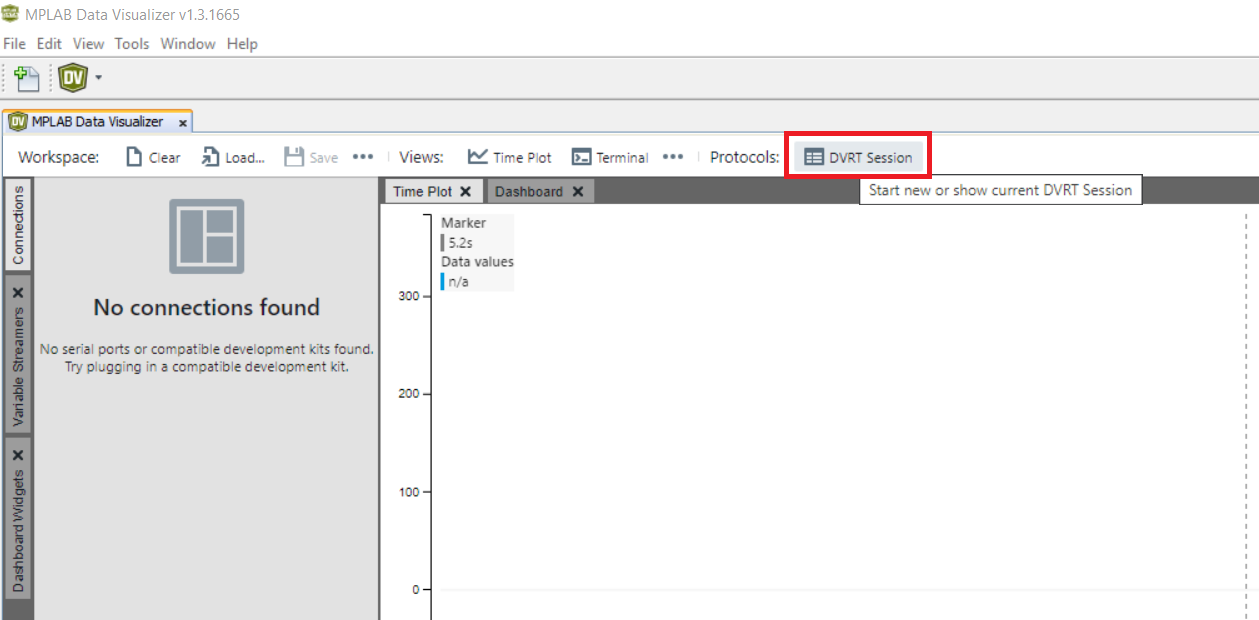 MPLAB Data Visualizer v1.3.1665
File Edit View Tools Window Help
DV
DV MPLAB Data Visualizer x
Workspace: Clear Load... Save ••• Views: Time Plot Terminal ••• Protocols: DVRT Session
Start new or show current DVRT Session
Connections
Variable Streamers
Dashboard Widgets
No connections found
No serial ports or compatible development kits found.
Try plugging in a compatible development kit.
Time Plot Dashboard
Marker
5.2s
Data values
n/a
300
200
100
0